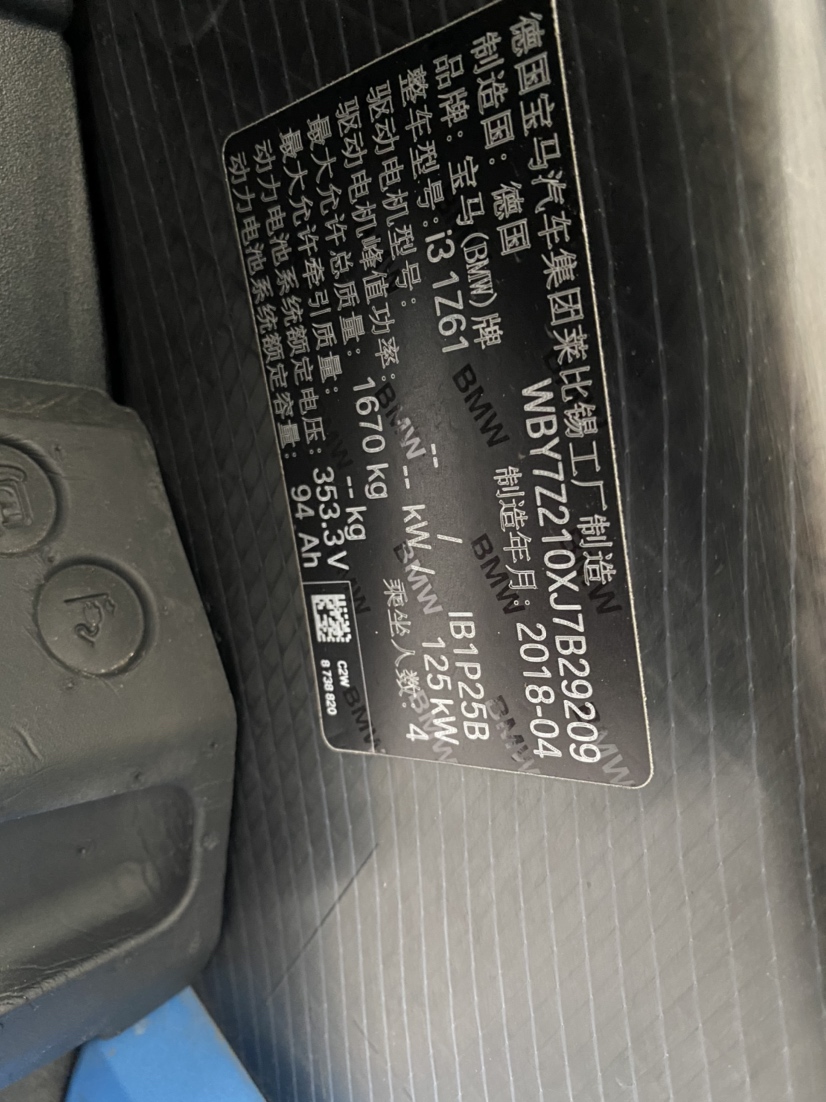 德国宝马汽车集团莱比锡工厂制造
WBY7Z210XJ7B29209
制造国：德国 制造年月：2018-04
品牌：宝马(BMW)牌
整车型号：i3 1Z61
驱动电机型号： -- / IB1P25B
驱动电机峰值功率： -- kW / 125 kW
最大允许总质量： 1670 kg 乘坐人数：4
最大允许牵引质量： -- kg
动力电池系统额定电压：353.3 V
动力电池系统额定容量： 94 Ah
C2W
8 738 820